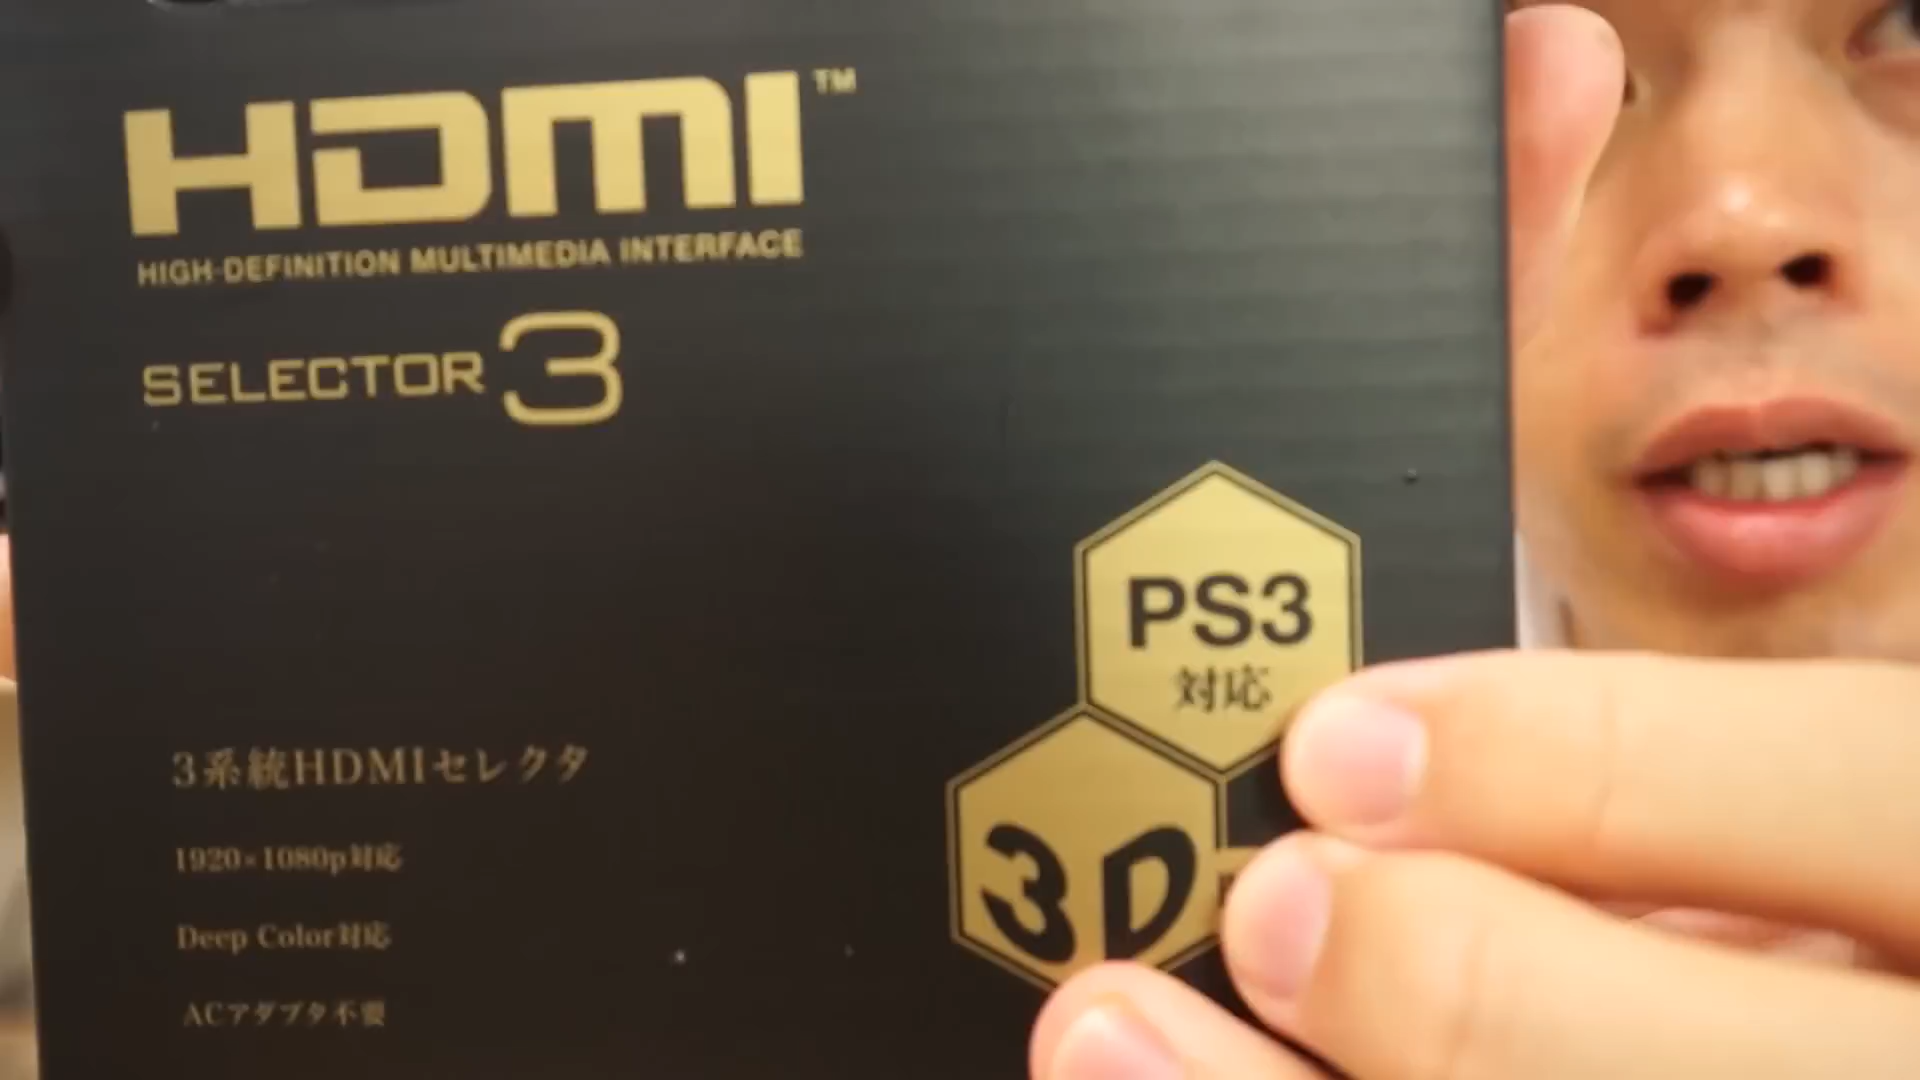 HDMI™
HIGH-DEFINITION MULTIMEDIA INTERFACE
SELECTOR 3
PS3
対応
3D
3系統HDMIセレクタ
1920×1080p対応
Deep Color対応
ACアダプタ不要